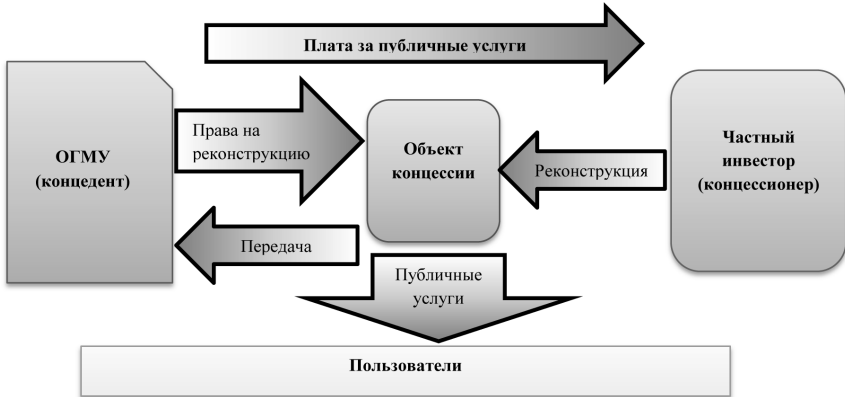 Плата за публичные услуги
ОГМУ
(концедент)
Права на
реконструкцию
Объект
концессии
Реконструкция
Частный
инвестор
(концессионер)
Передача
Публичные
услуги
Пользователи